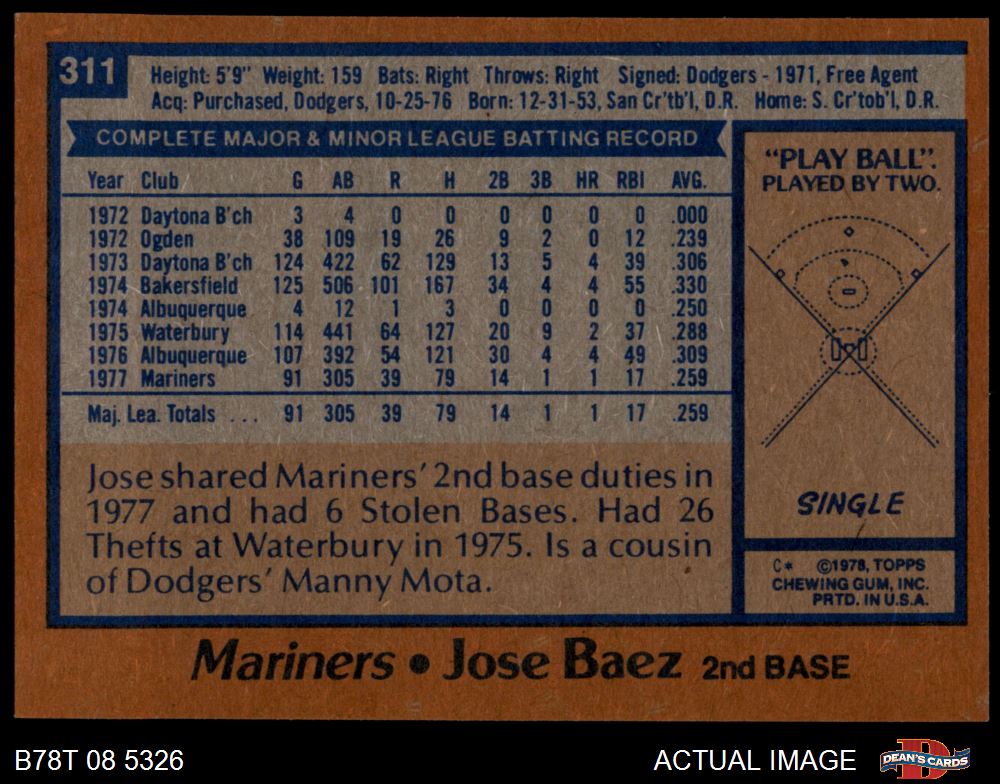 311
Height: 5'9" Weight: 159 Bats: Right Throws: Right Signed: Dodgers - 1971, Free Agent
Acq: Purchased, Dodgers, 10-25-76 Born: 12-31-53, San Cr'tb'l, D.R. Home: S. Cr'tob'l, D.R.
COMPLETE MAJOR & MINOR LEAGUE BATTING RECORD
Year Club G AB R H 2B 3B HR RBI AVG.
1972 Daytona B'ch 3 4 0 0 0 0 0 0 .000
1972 Ogden 38 109 19 26 9 2 0 12 .239
1973 Daytona B'ch 124 422 62 129 13 5 4 39 .306
1974 Bakersfield 125 506 101 167 34 4 4 55 .330
1974 Albuquerque 4 12 1 3 0 0 0 0 .250
1975 Waterbury 114 441 64 127 20 9 2 37 .288
1976 Albuquerque 107 392 54 121 30 4 4 49 .309
1977 Mariners 91 305 39 79 14 1 1 17 .259
Maj. Lea. Totals ... 91 305 39 79 14 1 1 17 .259
Jose shared Mariners' 2nd base duties in
1977 and had 6 Stolen Bases. Had 26
Thefts at Waterbury in 1975. Is a cousin
of Dodgers' Manny Mota.
"PLAY BALL".
PLAYED BY TWO.
SINGLE
C* ©1978, TOPPS
CHEWING GUM, INC.
PRTD. IN U.S.A.
Mariners • Jose Baez 2nd BASE
B78T 08 5326
ACTUAL IMAGE
DEAN'S CARDS